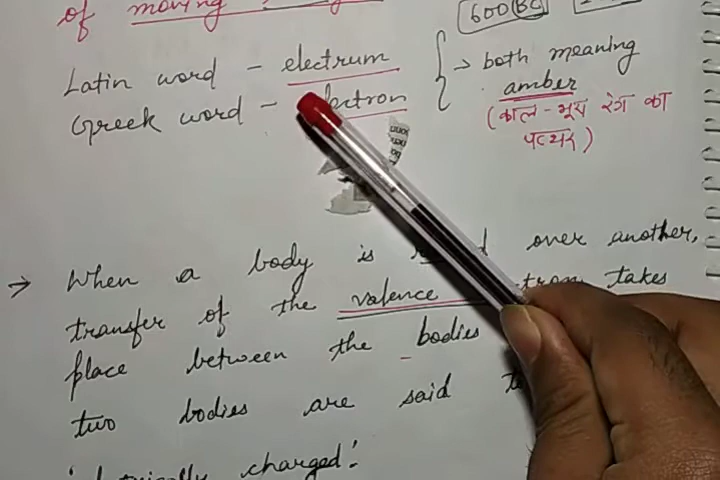 of moving
600 BC
Latin word - electrum
both meaning
Greek word - electron
amber
(काल-भूरा रंग का
पत्थर)
→ When a body is over another,
transfer of the valence takes
place between the bodies
two bodies are said
charged'.